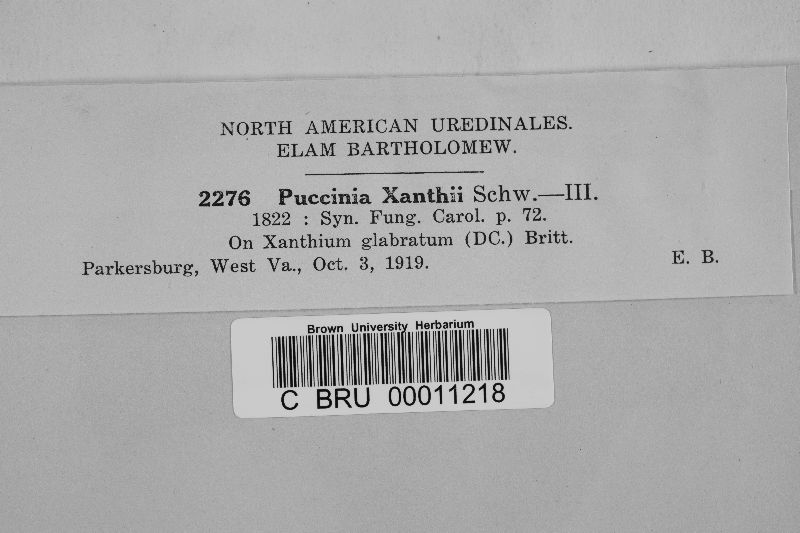 NORTH AMERICAN UREDINALES.
ELAM BARTHOLOMEW.
2276 Puccinia Xanthii Schw.—III.
1822 : Syn. Fung. Carol. p. 72.
On Xanthium glabratum (DC.) Britt.
Parkersburg, West Va., Oct. 3, 1919. E. B.
Brown University Herbarium
C BRU 00011218